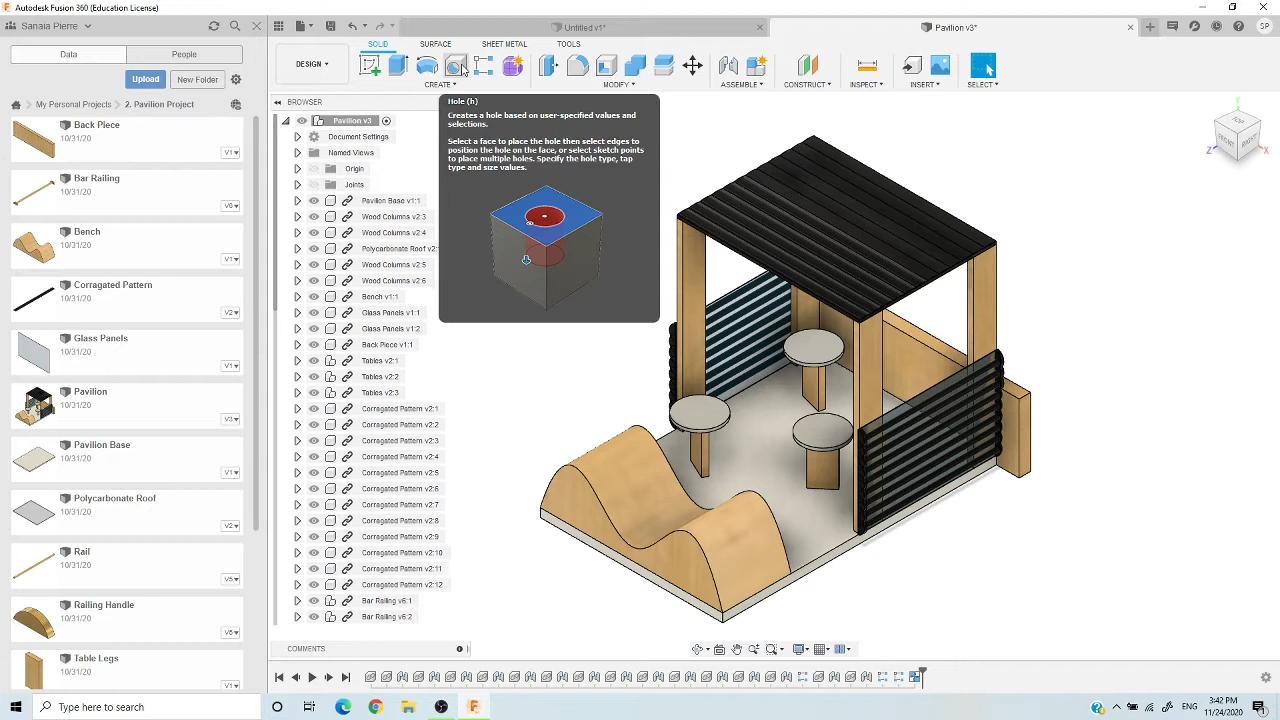 Autodesk Fusion 360 (Education License)
Sanaia Pierre
Untitled v1*
Pavilion v3*
SP
Data
People
SOLID
SURFACE
SHEET METAL
TOOLS
DESIGN
Upload
New Folder
CREATE
MODIFY
ASSEMBLE
CONSTRUCT
INSPECT
INSERT
SELECT
My Personal Projects
2. Pavilion Project
Back Piece
10/31/20
V1
Bar Railing
10/31/20
V6
Bench
10/31/20
V1
Corragated Pattern
10/31/20
V2
Glass Panels
10/31/20
V1
Pavilion
10/31/20
V3
Pavilion Base
10/31/20
V1
Polycarbonate Roof
10/31/20
V2
Rail
10/31/20
V5
Railing Handle
10/31/20
V6
Table Legs
10/31/20
V1
BROWSER
Pavilion v3
Document Settings
Named Views
Origin
Joints
Pavilion Base v1:1
Wood Columns v2:3
Wood Columns v2:4
Polycarbonate Roof v2:
Wood Columns v2:5
Wood Columns v2:6
Bench v1:1
Glass Panels v1:1
Glass Panels v1:2
Back Piece v1:1
Tables v2:1
Tables v2:2
Tables v2:3
Corragated Pattern v2:1
Corragated Pattern v2:2
Corragated Pattern v2:3
Corragated Pattern v2:4
Corragated Pattern v2:5
Corragated Pattern v2:6
Corragated Pattern v2:7
Corragated Pattern v2:8
Corragated Pattern v2:9
Corragated Pattern v2:10
Corragated Pattern v2:11
Corragated Pattern v2:12
Bar Railing v6:1
Bar Railing v6:2
Hole (h)
Creates a hole based on user-specified values and
selections.
Select a face to place the hole then select edges to
position the hole on the face, or select sketch points
to place multiple holes. Specify the hole type, tap
type and size values.
TOP
FRONT
RIGHT
Y
Z
X
COMMENTS
Type here to search
ENG
3:42 PM
11/24/2020